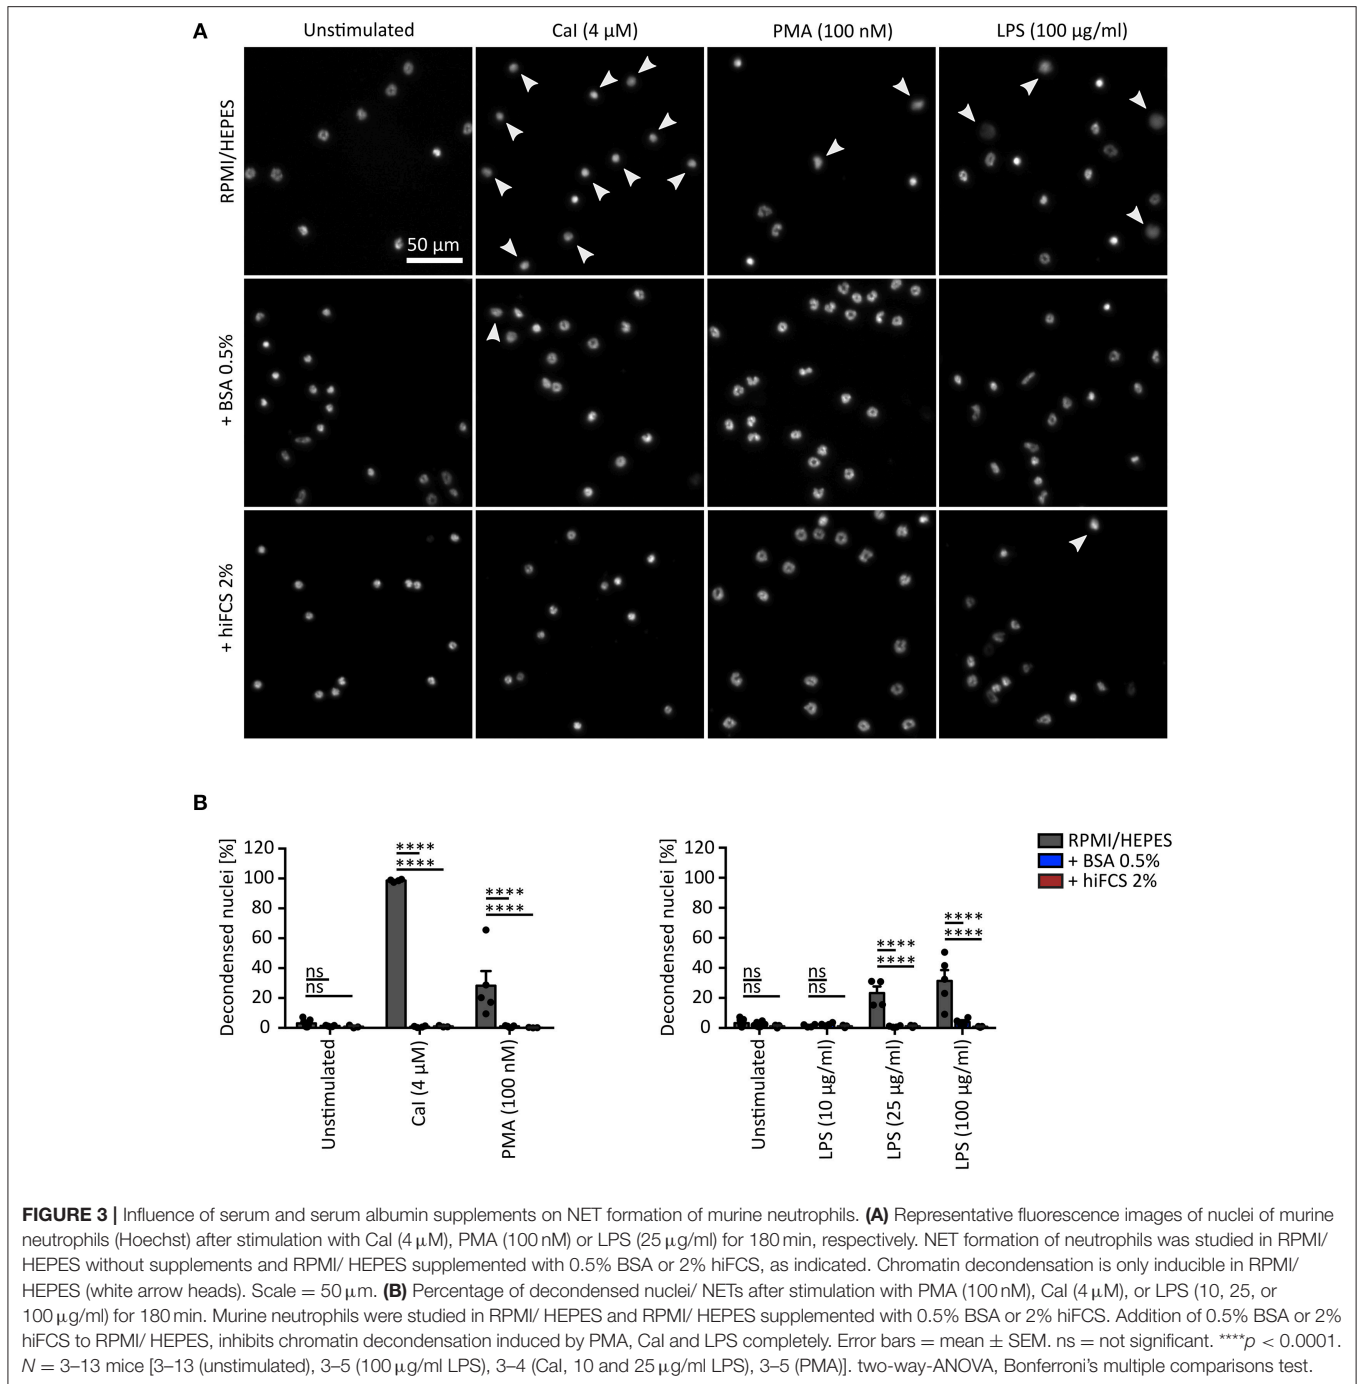 A
Unstimulated
CaI (4 µM)
PMA (100 nM)
LPS (100 µg/ml)
RPMI/HEPES
50 µm
+ BSA 0.5%
+ hiFCS 2%
B
Decondensed nuclei [%]
120
100
80
60
40
20
0
ns
ns
****
****
****
****
Unstimulated
CaI (4 µM)
PMA (100 nM)
Decondensed nuclei [%]
120
100
80
60
40
20
0
ns
ns
ns
ns
****
****
****
****
Unstimulated
LPS (10 µg/ml)
LPS (25 µg/ml)
LPS (100 µg/ml)
RPMI/HEPES
+ BSA 0.5%
+ hiFCS 2%
FIGURE 3 | Influence of serum and serum albumin supplements on NET formation of murine neutrophils. (A) Representative fluorescence images of nuclei of murine
neutrophils (Hoechst) after stimulation with CaI (4 µM), PMA (100 nM) or LPS (25 µg/ml) for 180 min, respectively. NET formation of neutrophils was studied in RPMI/
HEPES without supplements and RPMI/ HEPES supplemented with 0.5% BSA or 2% hiFCS, as indicated. Chromatin decondensation is only inducible in RPMI/
HEPES (white arrow heads). Scale = 50 µm. (B) Percentage of decondensed nuclei/ NETs after stimulation with PMA (100 nM), CaI (4 µM), or LPS (10, 25, or
100 µg/ml) for 180 min. Murine neutrophils were studied in RPMI/ HEPES and RPMI/ HEPES supplemented with 0.5% BSA or 2% hiFCS. Addition of 0.5% BSA or 2%
hiFCS to RPMI/ HEPES, inhibits chromatin decondensation induced by PMA, CaI and LPS completely. Error bars = mean ± SEM. ns = not significant. ****p < 0.0001.
N = 3–13 mice [3–13 (unstimulated), 3–5 (100 µg/ml LPS), 3–4 (CaI, 10 and 25 µg/ml LPS), 3–5 (PMA)]. two-way-ANOVA, Bonferroni's multiple comparisons test.